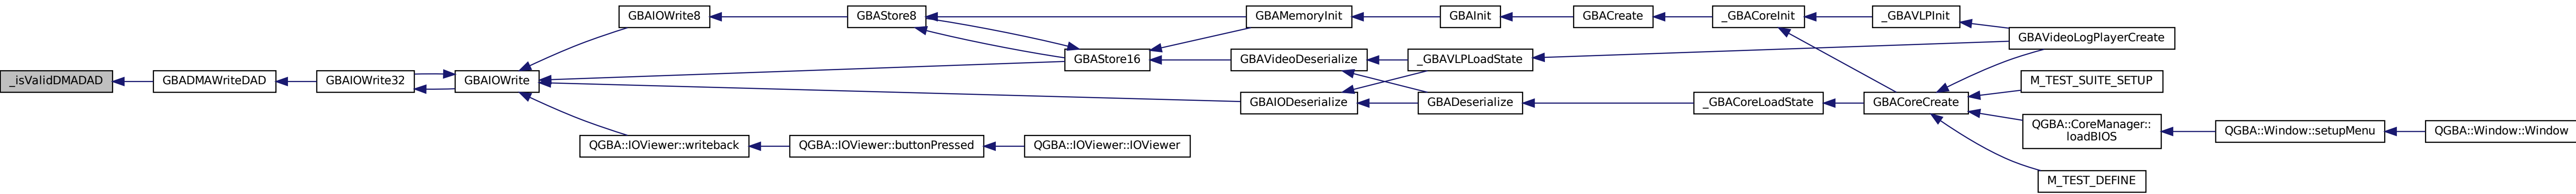 _isValidDMADAD
GBADMAWriteDAD
GBAIOWrite32
GBAIOWrite
GBAIOWrite8
GBAStore8
GBAStore16
GBAMemoryInit
GBAInit
GBACreate
_GBACoreInit
_GBAVLPInit
GBAVideoLogPlayerCreate
GBAVideoDeserialize
_GBAVLPLoadState
GBAIODeserialize
GBADeserialize
_GBACoreLoadState
GBACoreCreate
M_TEST_SUITE_SETUP
QGBA::CoreManager::
loadBIOS
QGBA::Window::setupMenu
QGBA::Window::Window
M_TEST_DEFINE
QGBA::IOViewer::writeback
QGBA::IOViewer::buttonPressed
QGBA::IOViewer::IOViewer